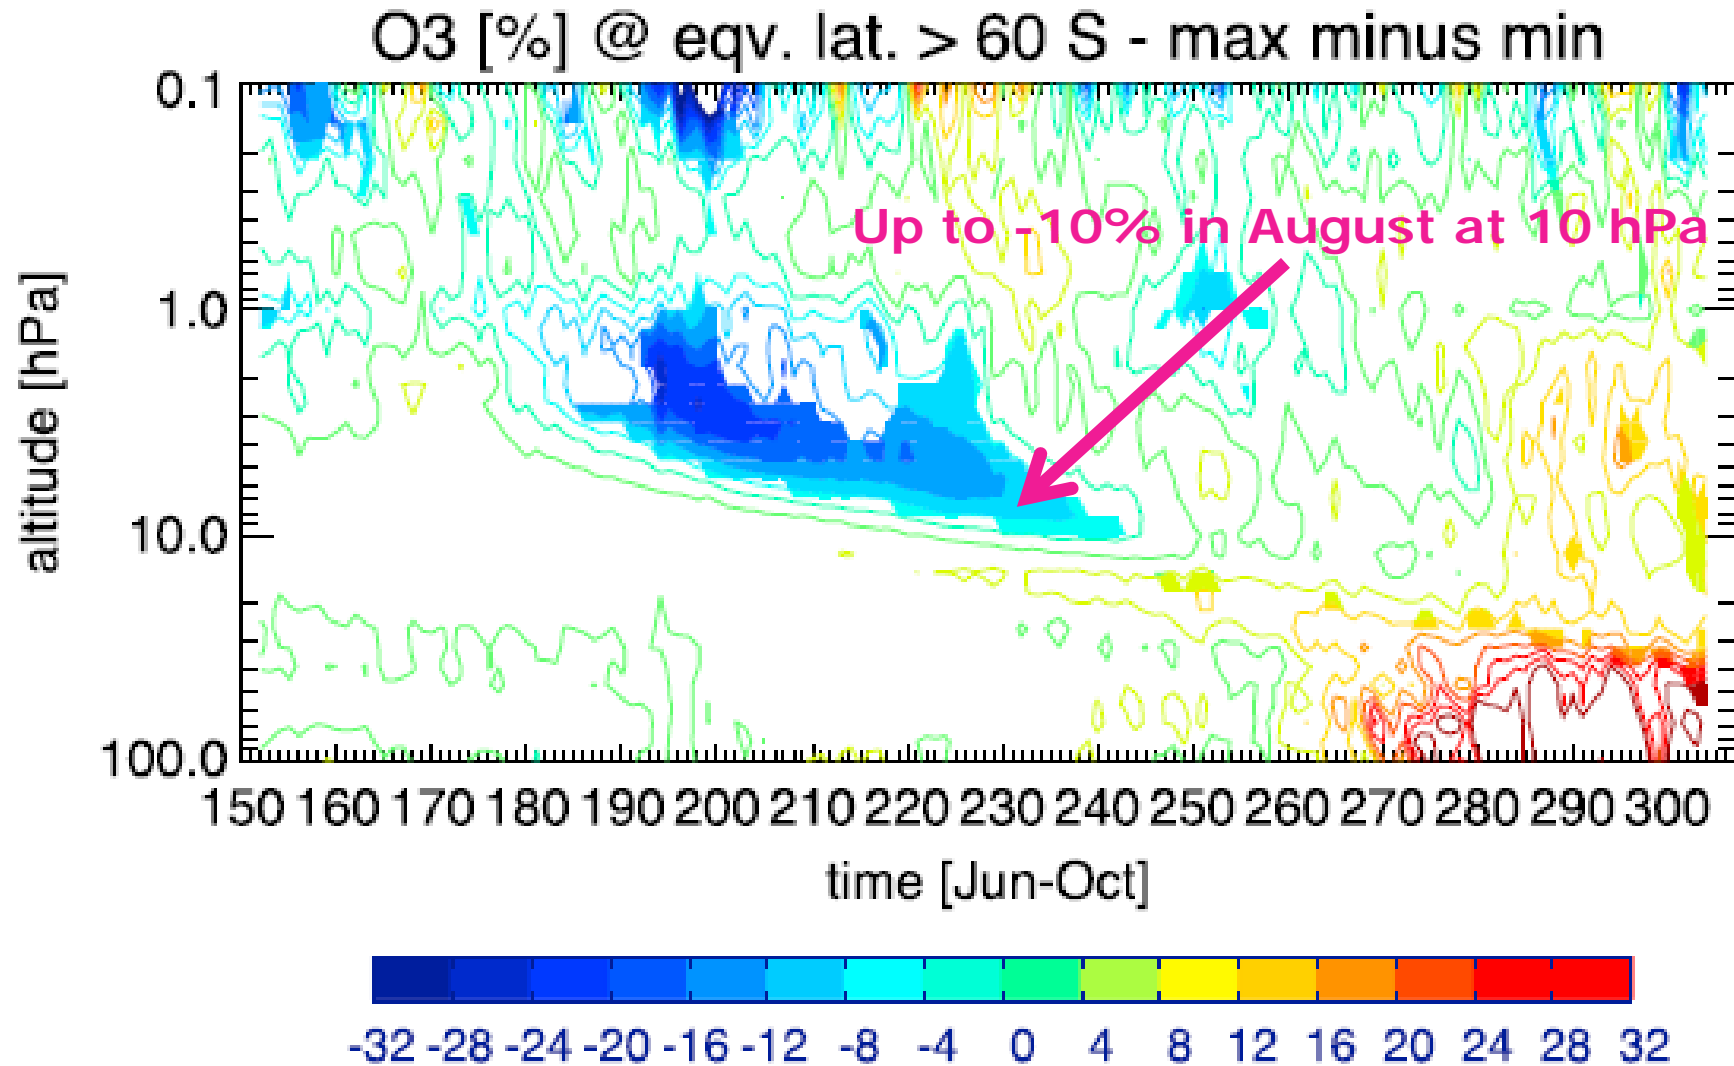 O3 [%] @ eqv. lat. > 60 S - max minus min
0.1
Up to -10% in August at 10 hPa
1.0
altitude [hPa]
10.0
100.0
150 160 170 180 190 200 210 220 230 240 250 260 270 280 290 300
time [Jun-Oct]
-32 -28 -24 -20 -16 -12 -8 -4 0 4 8 12 16 20 24 28 32